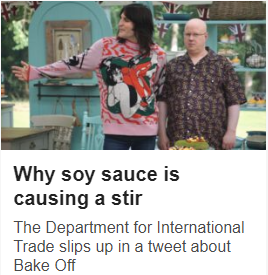 Why soy sauce is
causing a stir
The Department for International
Trade slips up in a tweet about
Bake Off